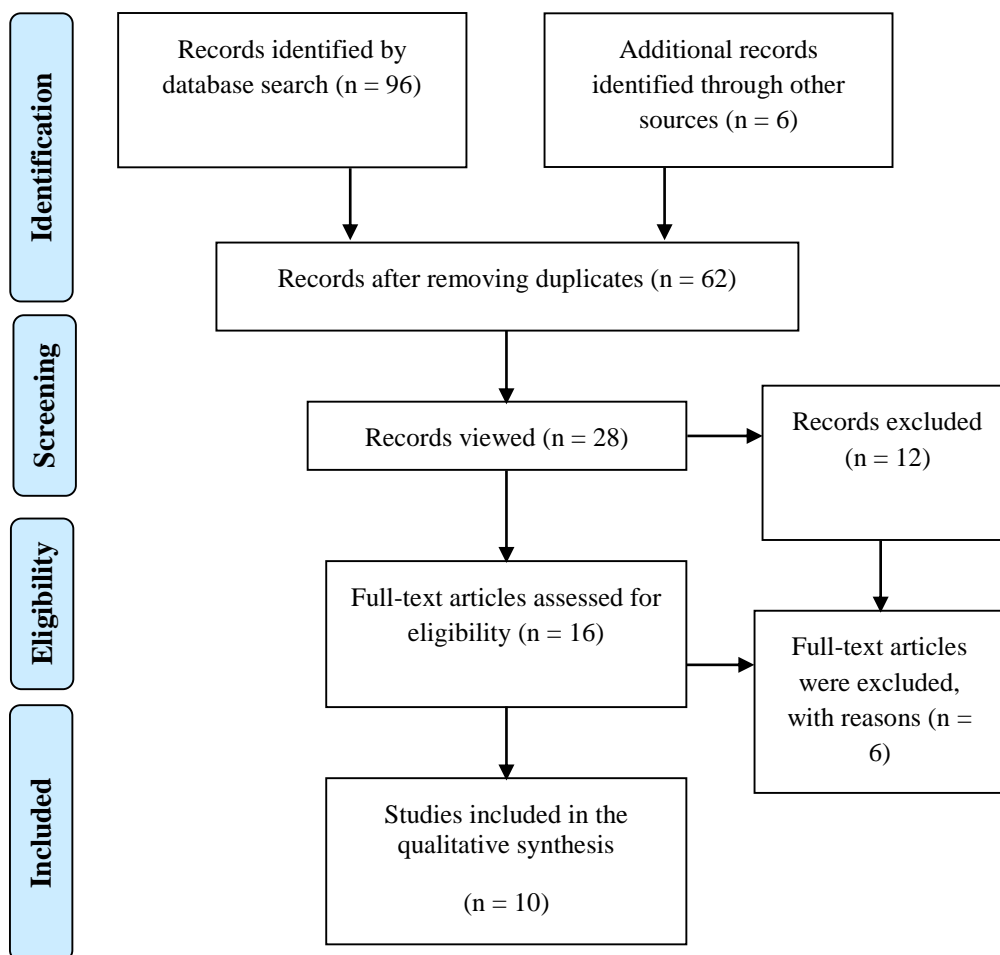 Identification
Records identified by
database search (n = 96)
Additional records
identified through other
sources (n = 6)
Records after removing duplicates (n = 62)
Screening
Records viewed (n = 28)
Records excluded
(n = 12)
Eligibility
Full-text articles assessed for
eligibility (n = 16)
Full-text articles
were excluded,
with reasons (n =
6)
Included
Studies included in the
qualitative synthesis
(n = 10)